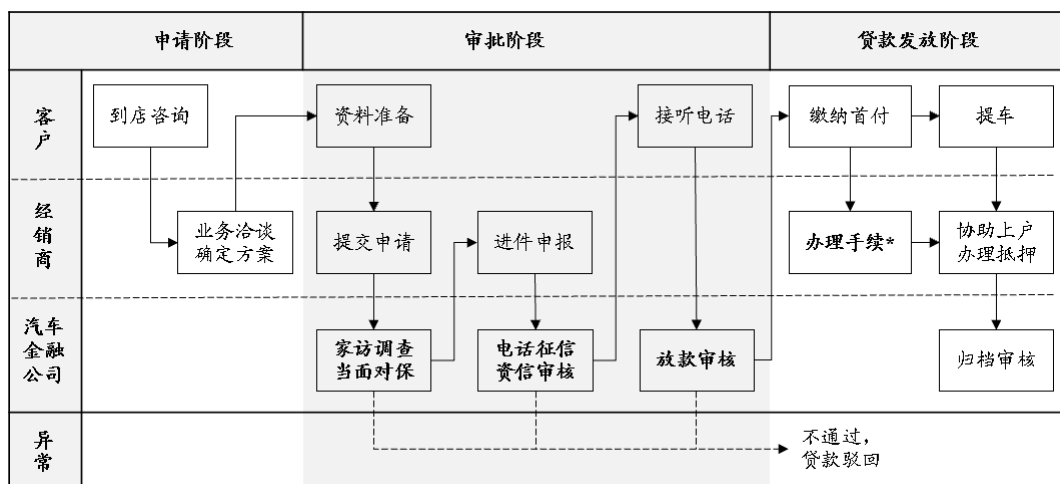 申请阶段
审批阶段
贷款发放阶段
客
户
到店咨询
资料准备
接听电话
缴纳首付
提车
经
销
商
业务洽谈
确定方案
提交申请
进件申报
办理手续*
协助上户
办理抵押
汽车
金融
公司
家访调查
当面对保
电话征信
资信审核
放款审核
归档审核
异
常
不通过，
贷款驳回